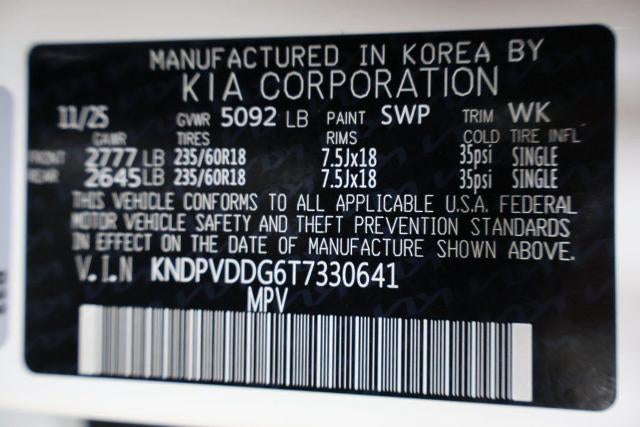 MANUFACTURED IN KOREA BY
KIA CORPORATION
11/25 GVWR 5092 LB PAINT SWP TRIM WK
GAWR TIRES RIMS COLD TIRE INFL
FRONT 2777 LB 235/60R18 7.5Jx18 35psi SINGLE
REAR 2645 LB 235/60R18 7.5Jx18 35psi SINGLE
THIS VEHICLE CONFORMS TO ALL APPLICABLE U.S.A. FEDERAL
MOTOR VEHICLE SAFETY AND THEFT PREVENTION STANDARDS
IN EFFECT ON THE DATE OF MANUFACTURE SHOWN ABOVE.
V.I.N KNDPVDDG6T7330641
MPV